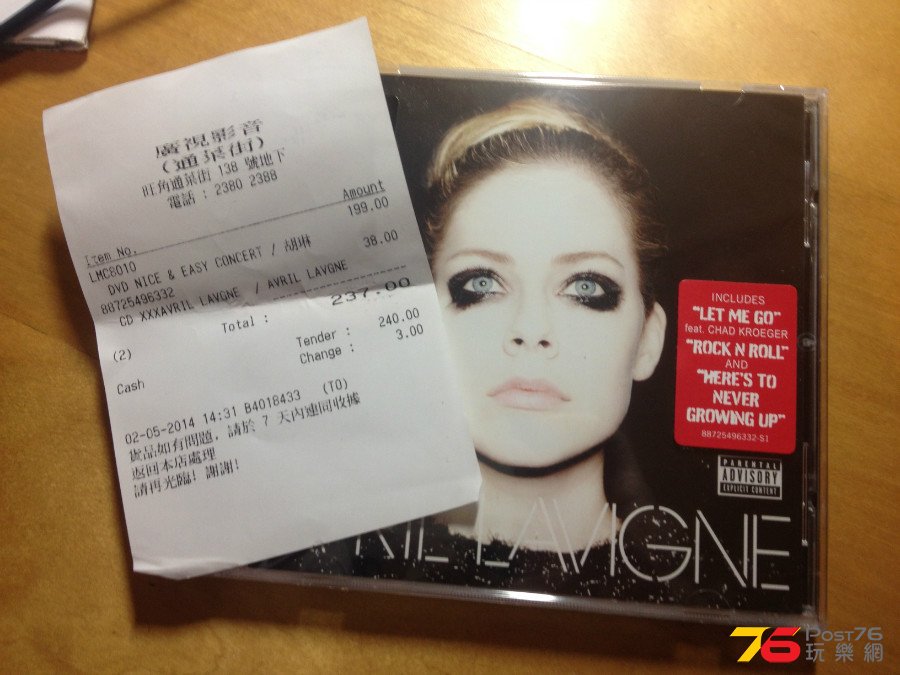 廣視影音
(通菜街)
旺角通菜街 138 號地下
電話 : 2380 2388
Item No. Amount
LMC8010 199.00
DVD NICE & EASY CONCERT / 胡琳
88725496332 38.00
CD XXXAVRIL LAVGNE / AVRIL LAVGNE
Total : 237.00
(2) Tender : 240.00
Change : 3.00
Cash
02-05-2014 14:31 B4018433 (TO)
貨品如有問題, 請於 7 天內連同收據
返回本店處理
請再光臨! 謝謝!
INCLUDES
"LET ME GO"
feat. CHAD KROEGER
"ROCK N ROLL"
AND
"HERE'S TO
NEVER
GROWING UP"
88725496332-S1
PARENTAL
ADVISORY
EXPLICIT CONTENT
RIL LAVIGNE
76 POST76
玩樂網